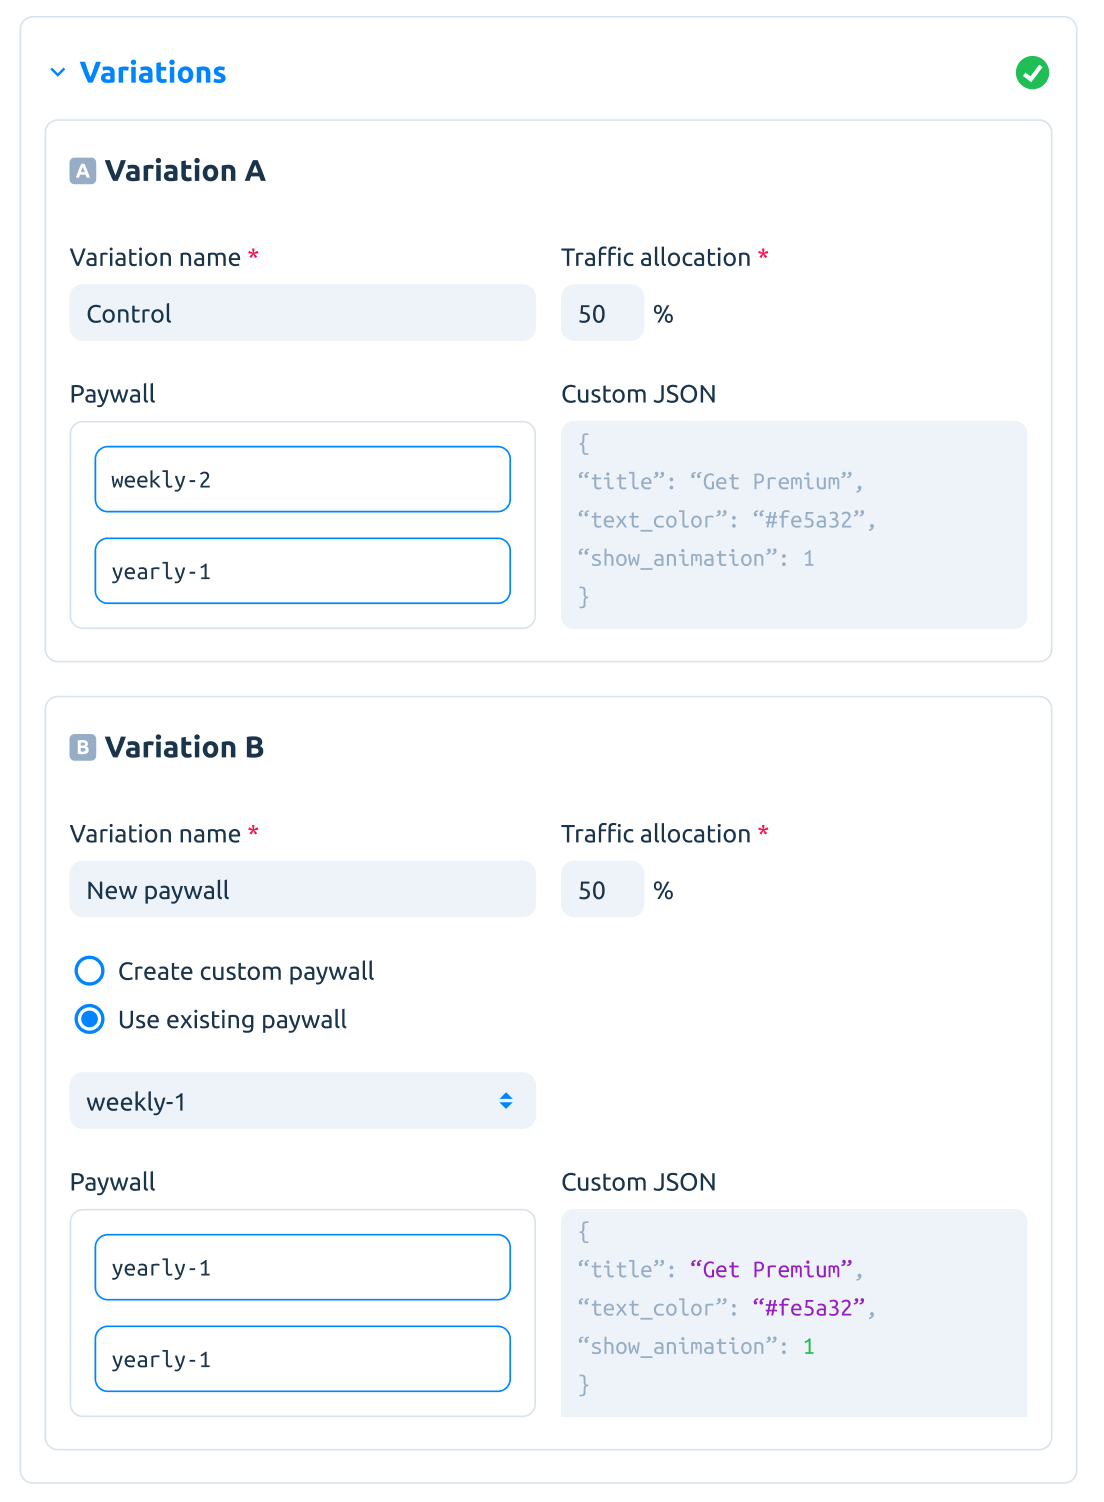 Variations
A Variation A
Variation name * Traffic allocation *
Control 50 %
Paywall Custom JSON
weekly-2
yearly-1
{
“title”: “Get Premium”,
“text_color”: “#fe5a32”,
“show_animation”: 1
}
B Variation B
Variation name * Traffic allocation *
New paywall 50 %
Create custom paywall
Use existing paywall
weekly-1
Paywall Custom JSON
yearly-1
yearly-1
{
“title”: “Get Premium”,
“text_color”: “#fe5a32”,
“show_animation”: 1
}